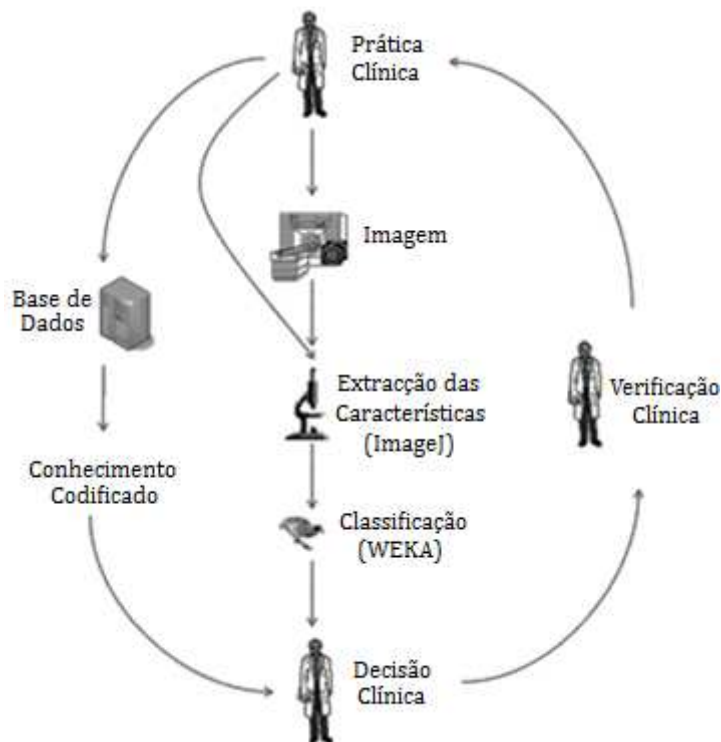 Prática
Clínica
Imagem
Base de
Dados
Extracção das
Características
(ImageJ)
Verificação
Clínica
Conhecimento
Codificado
Classificação
(WEKA)
Decisão
Clínica